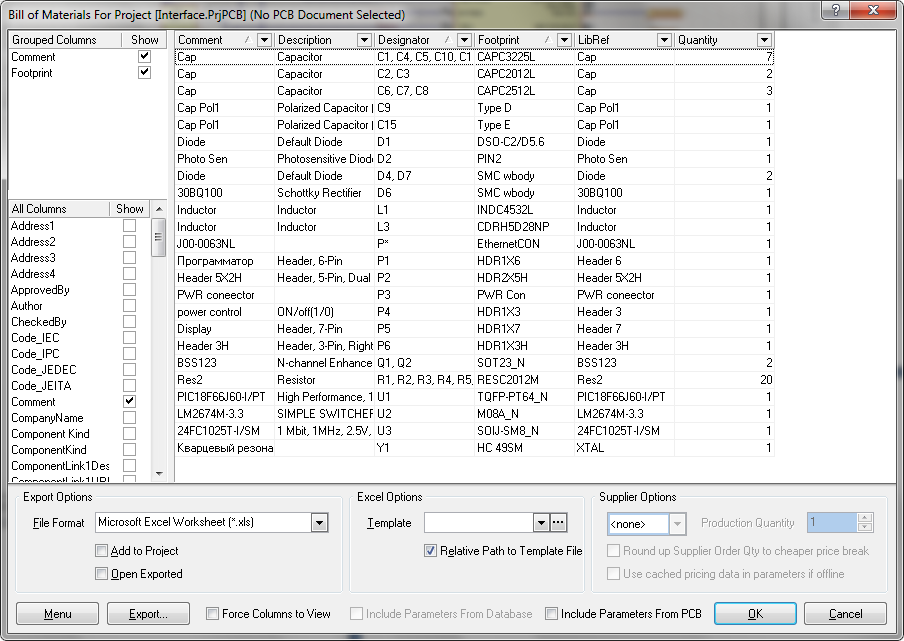 Bill of Materials For Project [Interface.PrjPCB] (No PCB Document Selected)
Grouped Columns Show
Comment
Footprint
All Columns Show
Address1
Address2
Address3
Address4
ApprovedBy
Author
CheckedBy
Code_IEC
Code_IPC
Code_JEDEC
Code_JEITA
Comment
CompanyName
Component Kind
ComponentKind
ComponentLink1Des
ComponentLink1URL
Comment Description Designator Footprint LibRef Quantity
Cap Capacitor C1, C4, C5, C10, C1 CAPC3225L Cap 7
Cap Capacitor C2, C3 CAPC2012L Cap 2
Cap Capacitor C6, C7, C8 CAPC2512L Cap 3
Cap Pol1 Polarized Capacitor ( C9 Type D Cap Pol1 1
Cap Pol1 Polarized Capacitor ( C15 Type E Cap Pol1 1
Diode Default Diode D1 DSO-C2/D5.6 Diode 1
Photo Sen Photosensitive Diode D2 PIN2 Photo Sen 1
Diode Default Diode D4, D7 SMC wbody Diode 2
30BQ100 Schottky Rectifier D6 SMC wbody 30BQ100 1
Inductor Inductor L1 INDC4532L Inductor 1
Inductor Inductor L3 CDRH5D28NP Inductor 1
J00-0063NL P* EthernetCON J00-0063NL 1
Программатор Header, 6-Pin P1 HDR1X6 Header 6 1
Header 5X2H Header, 5-Pin, Dual P2 HDR2X5H Header 5X2H 1
PWR coneector P3 PWR Con PWR coneector 1
power control ON/off(1/0) P4 HDR1X3 Header 3 1
Display Header, 7-Pin P5 HDR1X7 Header 7 1
Header 3H Header, 3-Pin, Right P6 HDR1X3H Header 3H 1
BSS123 N-channel Enhance Q1, Q2 SOT23_N BSS123 2
Res2 Resistor R1, R2, R3, R4, R5, RESC2012M Res2 20
PIC18F66J60-I/PT High Performance, 1 U1 TQFP-PT64_N PIC18F66J60-I/PT 1
LM2674M-3.3 SIMPLE SWITCHER U2 M08A_N LM2674M-3.3 1
24FC1025T-I/SM 1 Mbit, 1MHz, 2.5V, U3 SOIJ-SM8_N 24FC1025T-I/SM 1
Кварцевый резона Y1 HC 49SM XTAL 1
Export Options
File Format Microsoft Excel Worksheet (*.xls)
Add to Project
Open Exported
Excel Options
Template
Relative Path to Template File
Supplier Options
<none> Production Quantity 1
Round up Supplier Order Qty to cheaper price break
Use cached pricing data in parameters if offline
Menu Export... Force Columns to View Include Parameters From Database Include Parameters From PCB OK Cancel